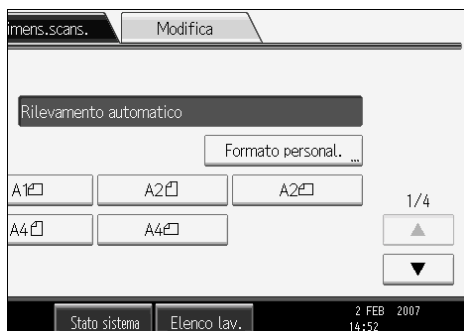 imens.scans. Modifica
Rilevamento automatico
Formato personal.
A1 A2 A2
1/4
A4 A4
Stato sistema Elenco lav. 2 FEB 2007
14:52